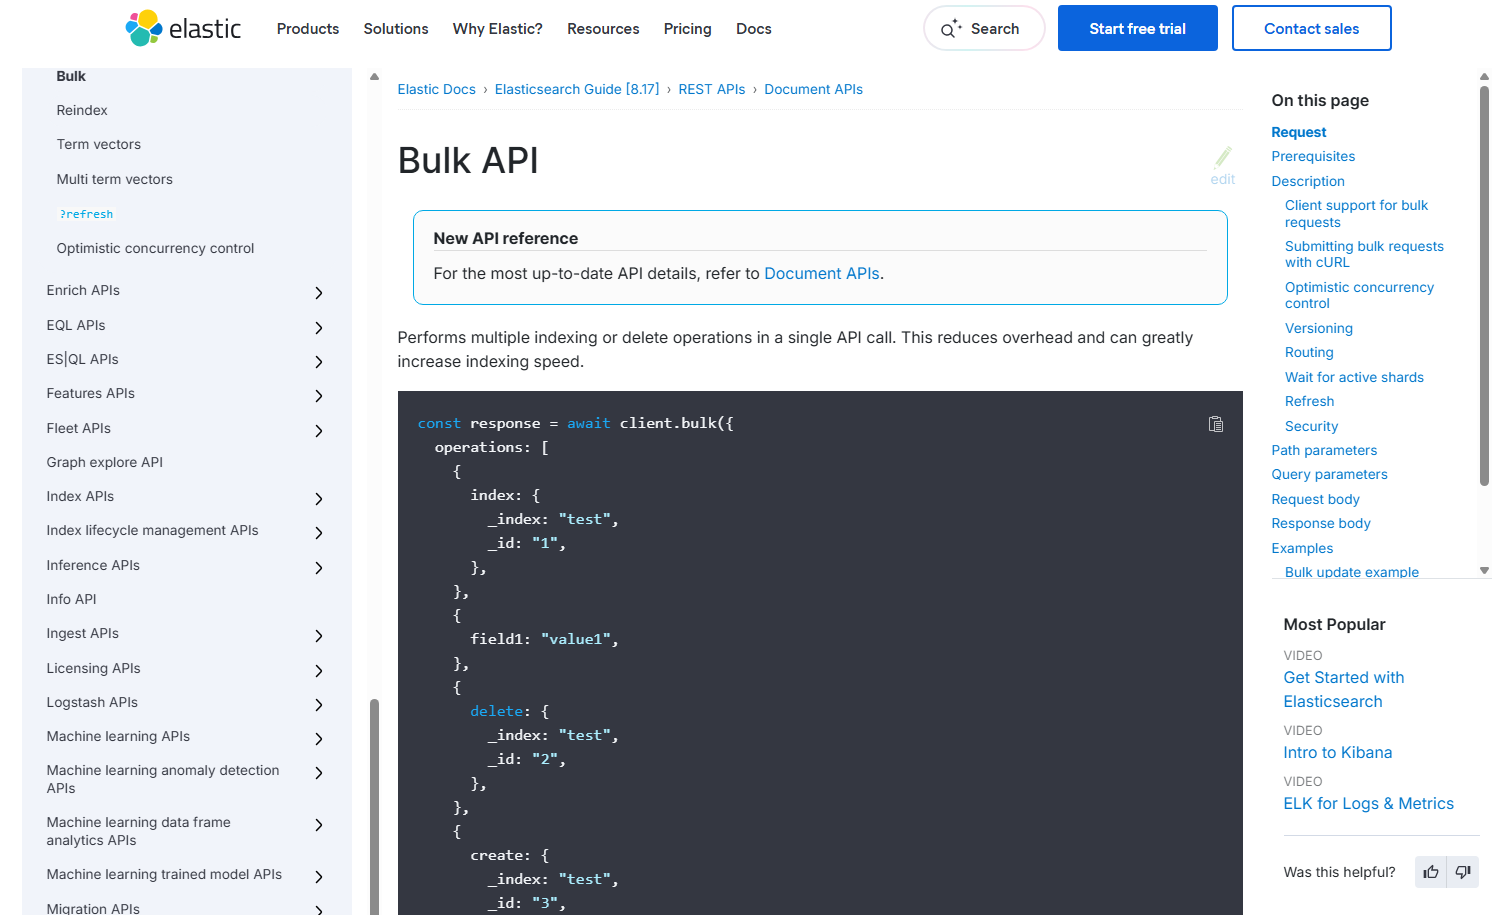 elastic
Products
Solutions
Why Elastic?
Resources
Pricing
Docs
Search
Start free trial
Contact sales
Bulk
Reindex
Term vectors
Multi term vectors
?refresh
Optimistic concurrency control
Enrich APIs
EQL APIs
ES|QL APIs
Features APIs
Fleet APIs
Graph explore API
Index APIs
Index lifecycle management APIs
Inference APIs
Info API
Ingest APIs
Licensing APIs
Logstash APIs
Machine learning APIs
Machine learning anomaly detection
APIs
Machine learning data frame
analytics APIs
Machine learning trained model APIs
Migration APIs
Elastic Docs › Elasticsearch Guide [8.17] › REST APIs › Document APIs
Bulk API
edit
New API reference
For the most up-to-date API details, refer to Document APIs.
Performs multiple indexing or delete operations in a single API call. This reduces overhead and can greatly
increase indexing speed.
const response = await client.bulk({
operations: [
{
index: {
_index: "test",
_id: "1",
},
},
{
field1: "value1",
},
{
delete: {
_index: "test",
_id: "2",
},
},
{
create: {
_index: "test",
_id: "3",
On this page
Request
Prerequisites
Description
Client support for bulk
requests
Submitting bulk requests
with cURL
Optimistic concurrency
control
Versioning
Routing
Wait for active shards
Refresh
Security
Path parameters
Query parameters
Request body
Response body
Examples
Bulk update example
Most Popular
VIDEO
Get Started with
Elasticsearch
VIDEO
Intro to Kibana
VIDEO
ELK for Logs & Metrics
Was this helpful?